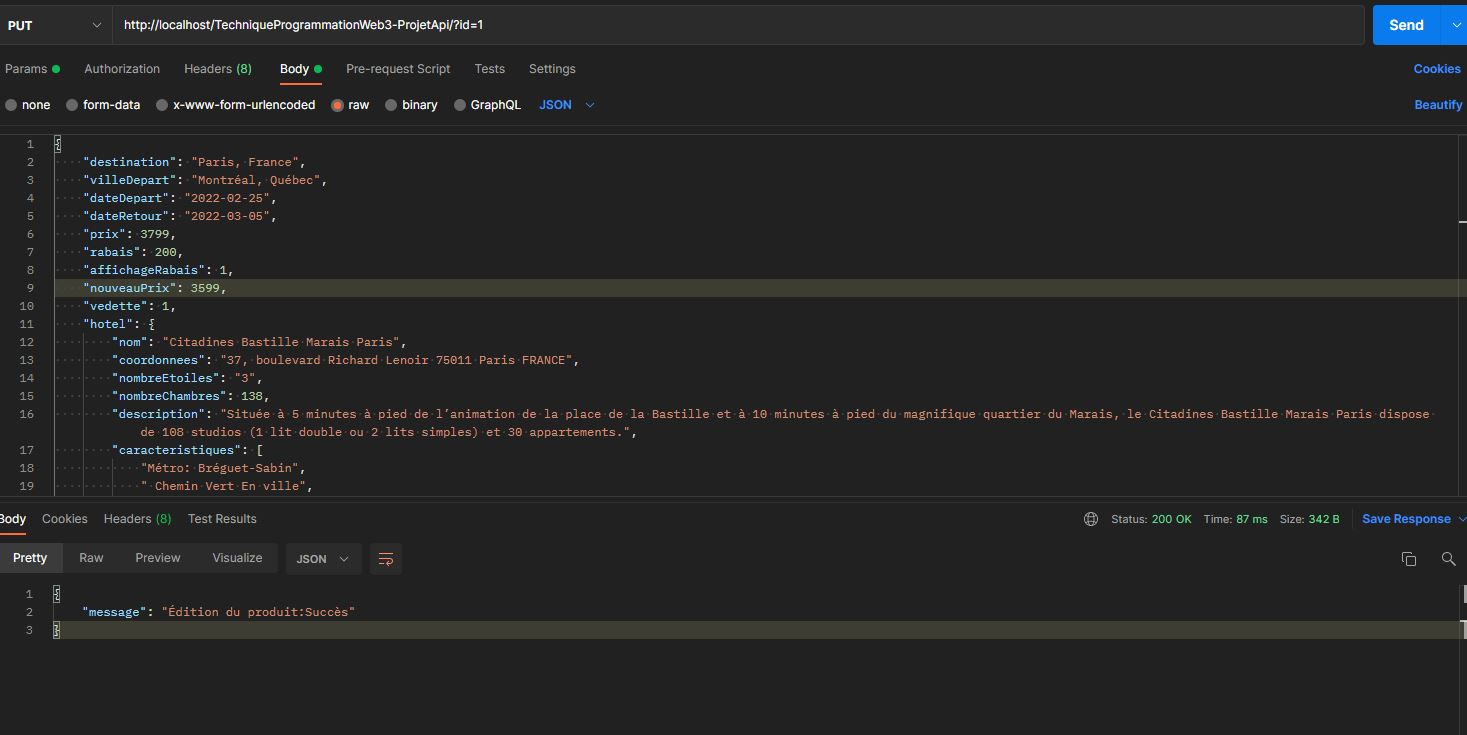 PUT http://localhost/TechniqueProgrammationWeb3-ProjetApi/?id=1 Send
Params Authorization Headers (8) Body Pre-request Script Tests Settings Cookies
none form-data x-www-form-urlencoded raw binary GraphQL JSON Beautify
1 {
2 "destination": "Paris, France",
3 "villeDepart": "Montréal, Québec",
4 "dateDepart": "2022-02-25",
5 "dateRetour": "2022-03-05",
6 "prix": 3799,
7 "rabais": 200,
8 "affichageRabais": 1,
9 "nouveauPrix": 3599,
10 "vedette": 1,
11 "hotel": {
12 "nom": "Citadines Bastille Marais Paris",
13 "coordonnees": "37, boulevard Richard Lenoir 75011 Paris FRANCE",
14 "nombreEtoiles": "3",
15 "nombreChambres": 138,
16 "description": "Située à 5 minutes à pied de l’animation de la place de la Bastille et à 10 minutes à pied du magnifique quartier du Marais, le Citadines Bastille Marais Paris dispose
de 108 studios (1 lit double ou 2 lits simples) et 30 appartements.",
17 "caracteristiques": [
18 "Métro: Bréguet-Sabin",
19 " Chemin Vert En ville",
Body Cookies Headers (8) Test Results Status: 200 OK Time: 87 ms Size: 342 B Save Response
Pretty Raw Preview Visualize JSON
1 {
2 "message": "Édition du produit:Succès"
3 }